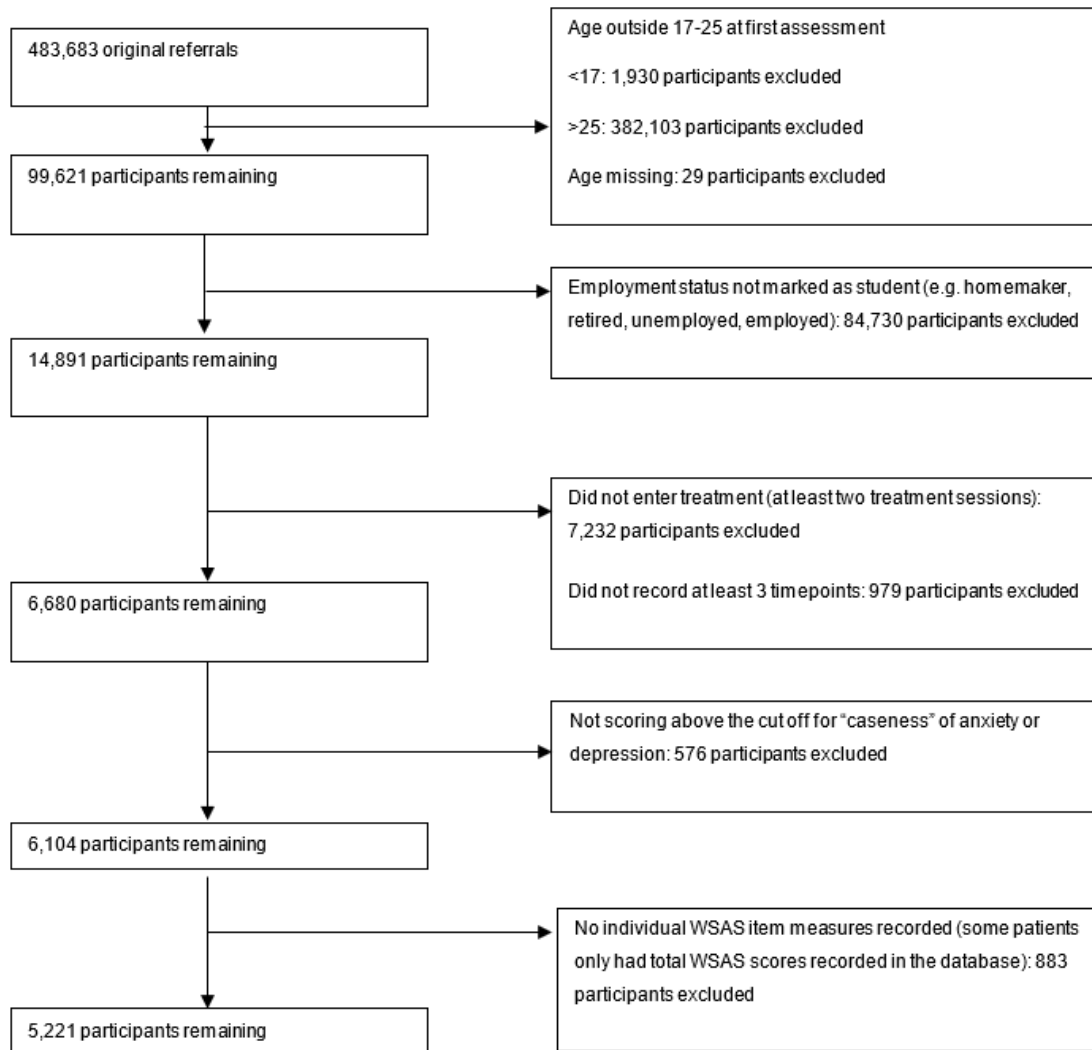 483,683 original referrals
Age outside 17-25 at first assessment
<17: 1,930 participants excluded
>25: 382,103 participants excluded
Age missing: 29 participants excluded
99,621 participants remaining
Employment status not marked as student (e.g. homemaker,
retired, unemployed, employed): 84,730 participants excluded
14,891 participants remaining
Did not enter treatment (at least two treatment sessions):
7,232 participants excluded
Did not record at least 3 timepoints: 979 participants excluded
6,680 participants remaining
Not scoring above the cut off for “caseness” of anxiety or
depression: 576 participants excluded
6,104 participants remaining
No individual WSAS item measures recorded (some patients
only had total WSAS scores recorded in the database): 883
participants excluded
5,221 participants remaining